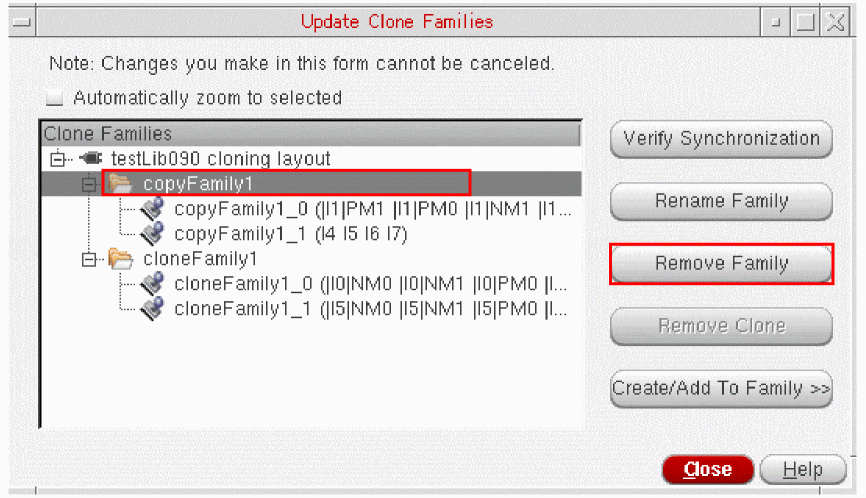 Update Clone Families
Note: Changes you make in this form cannot be canceled.
Automatically zoom to selected
Clone Families
testLib090 cloning layout
copyFamily1
copyFamily1_0 (|I1|PM1 |I1|PM0 |I1|NM1 |I1...
copyFamily1_1 (I4 I5 I6 I7)
cloneFamily1
cloneFamily1_0 (|I0|NM0 |I0|NM1 |I0|PM0 |I...
cloneFamily1_1 (|I5|NM0 |I5|NM1 |I5|PM0 |I...
Verify Synchronization
Rename Family
Remove Family
Remove Clone
Create/Add To Family >>
Close
Help